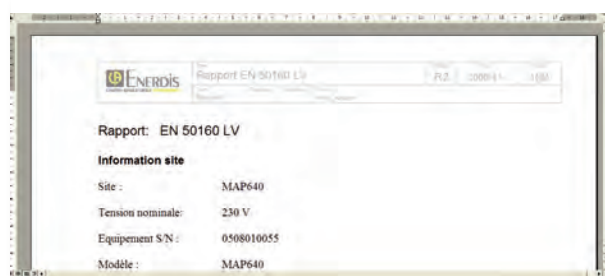 ENERDIS
Rapport EN 50160 LV
Rapport: EN 50160 LV
Information site
Site : MAP640
Tension nominale: 230 V
Equipement S/N : 0508010055
Modèle : MAP640